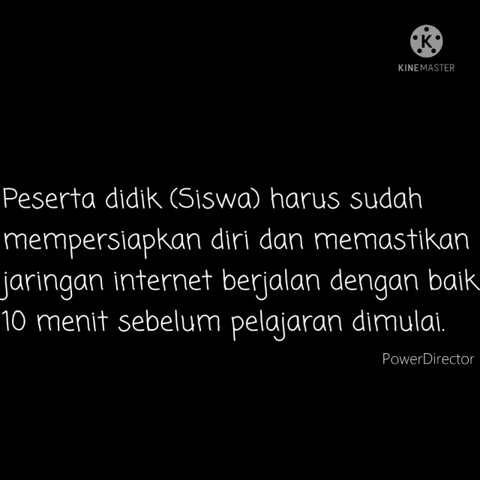 KINEMASTER
Peserta didik (Siswa) harus sudah
mempersiapkan diri dan memastikan
jaringan internet berjalan dengan baik
10 menit sebelum pelajaran dimulai.
PowerDirector